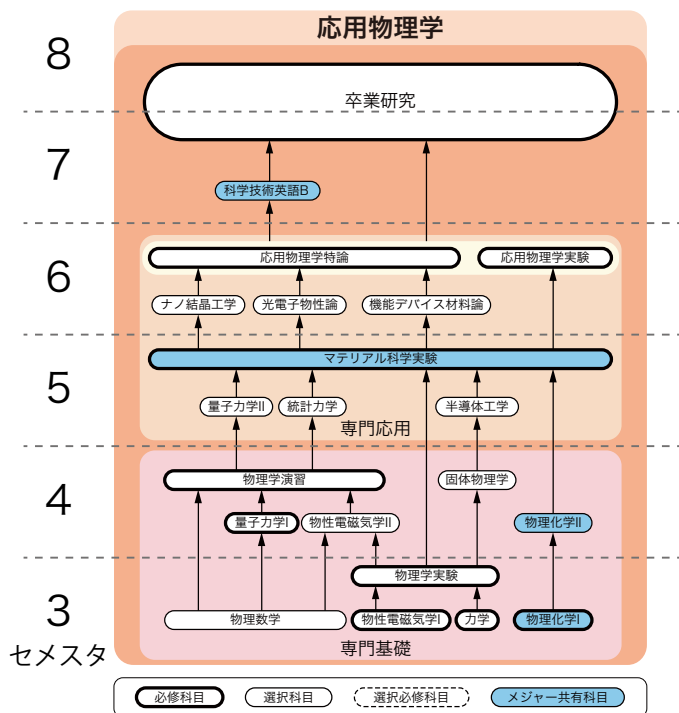 応用物理学
8
卒業研究
7
科学技術英語B
6
応用物理学特論
応用物理学実験
ナノ結晶工学
光電子物性論
機能デバイス材料論
マテリアル科学実験
5
量子力学II
統計力学
半導体工学
専門応用
4
物理学演習
固体物理学
量子力学I
物性電磁気学II
物理化学II
物理学実験
3
物理数学
物性電磁気学I
力学
物理化学I
セメスタ
専門基礎
必修科目
選択科目
選択必修科目
メジャー共有科目